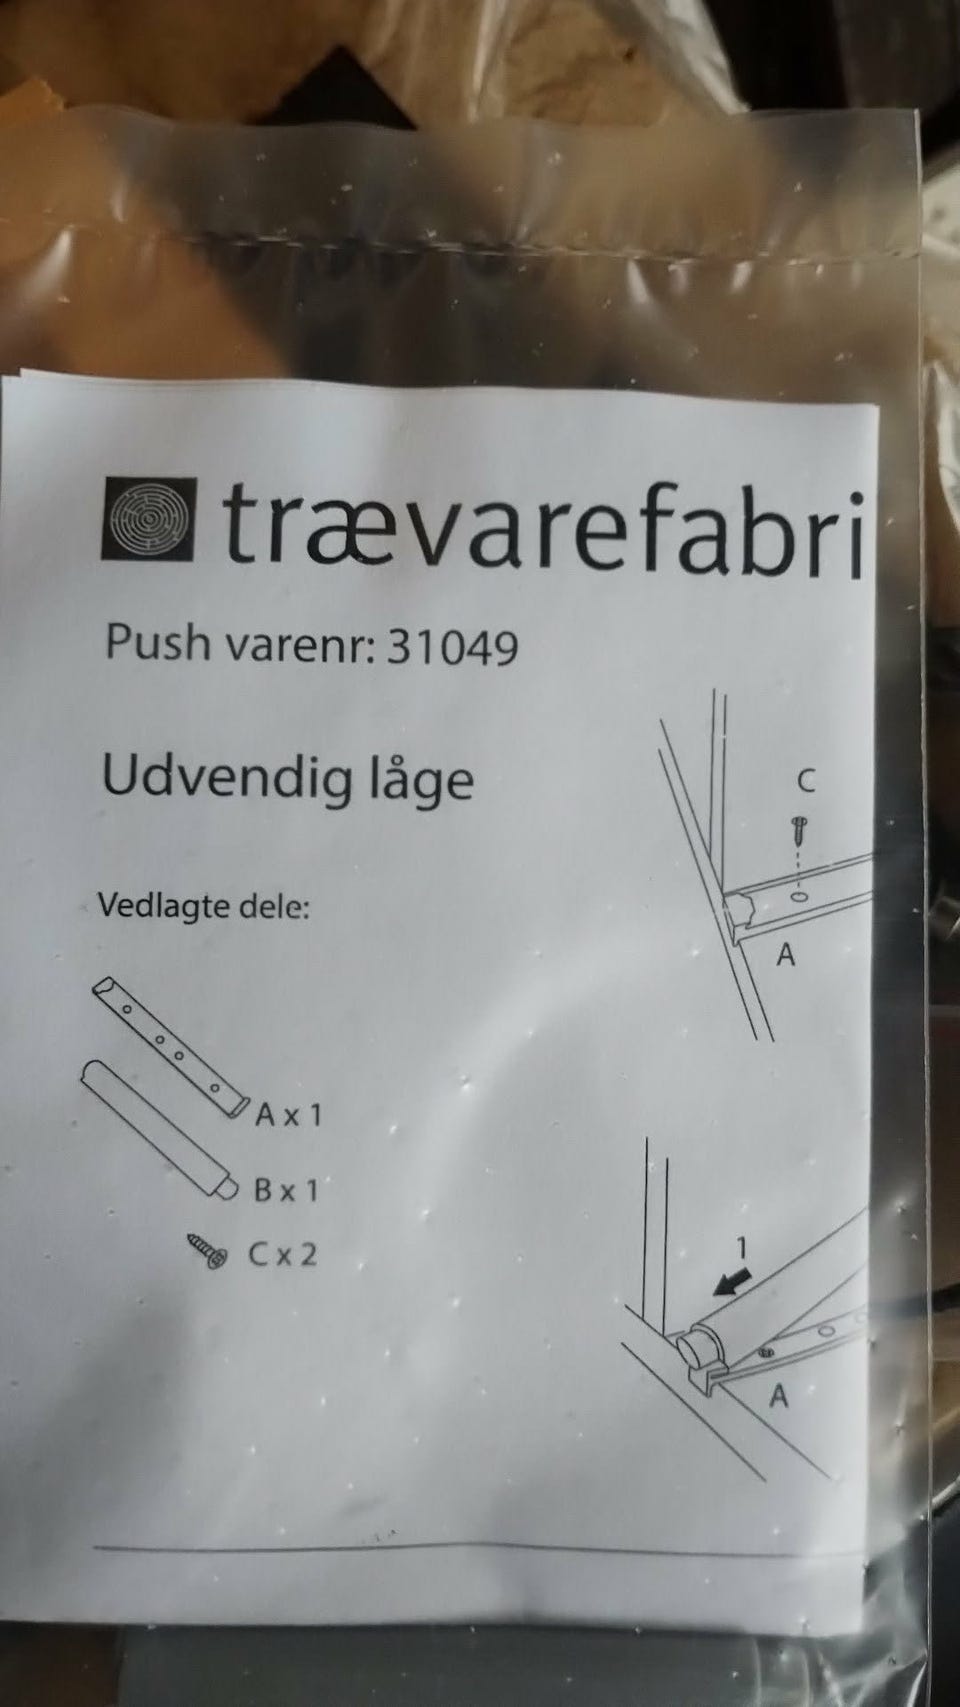 trævarefabri
Push varenr: 31049
Udvendig låge
Vedlagte dele:
A x 1
B x 1
C x 2
C
A
1
A